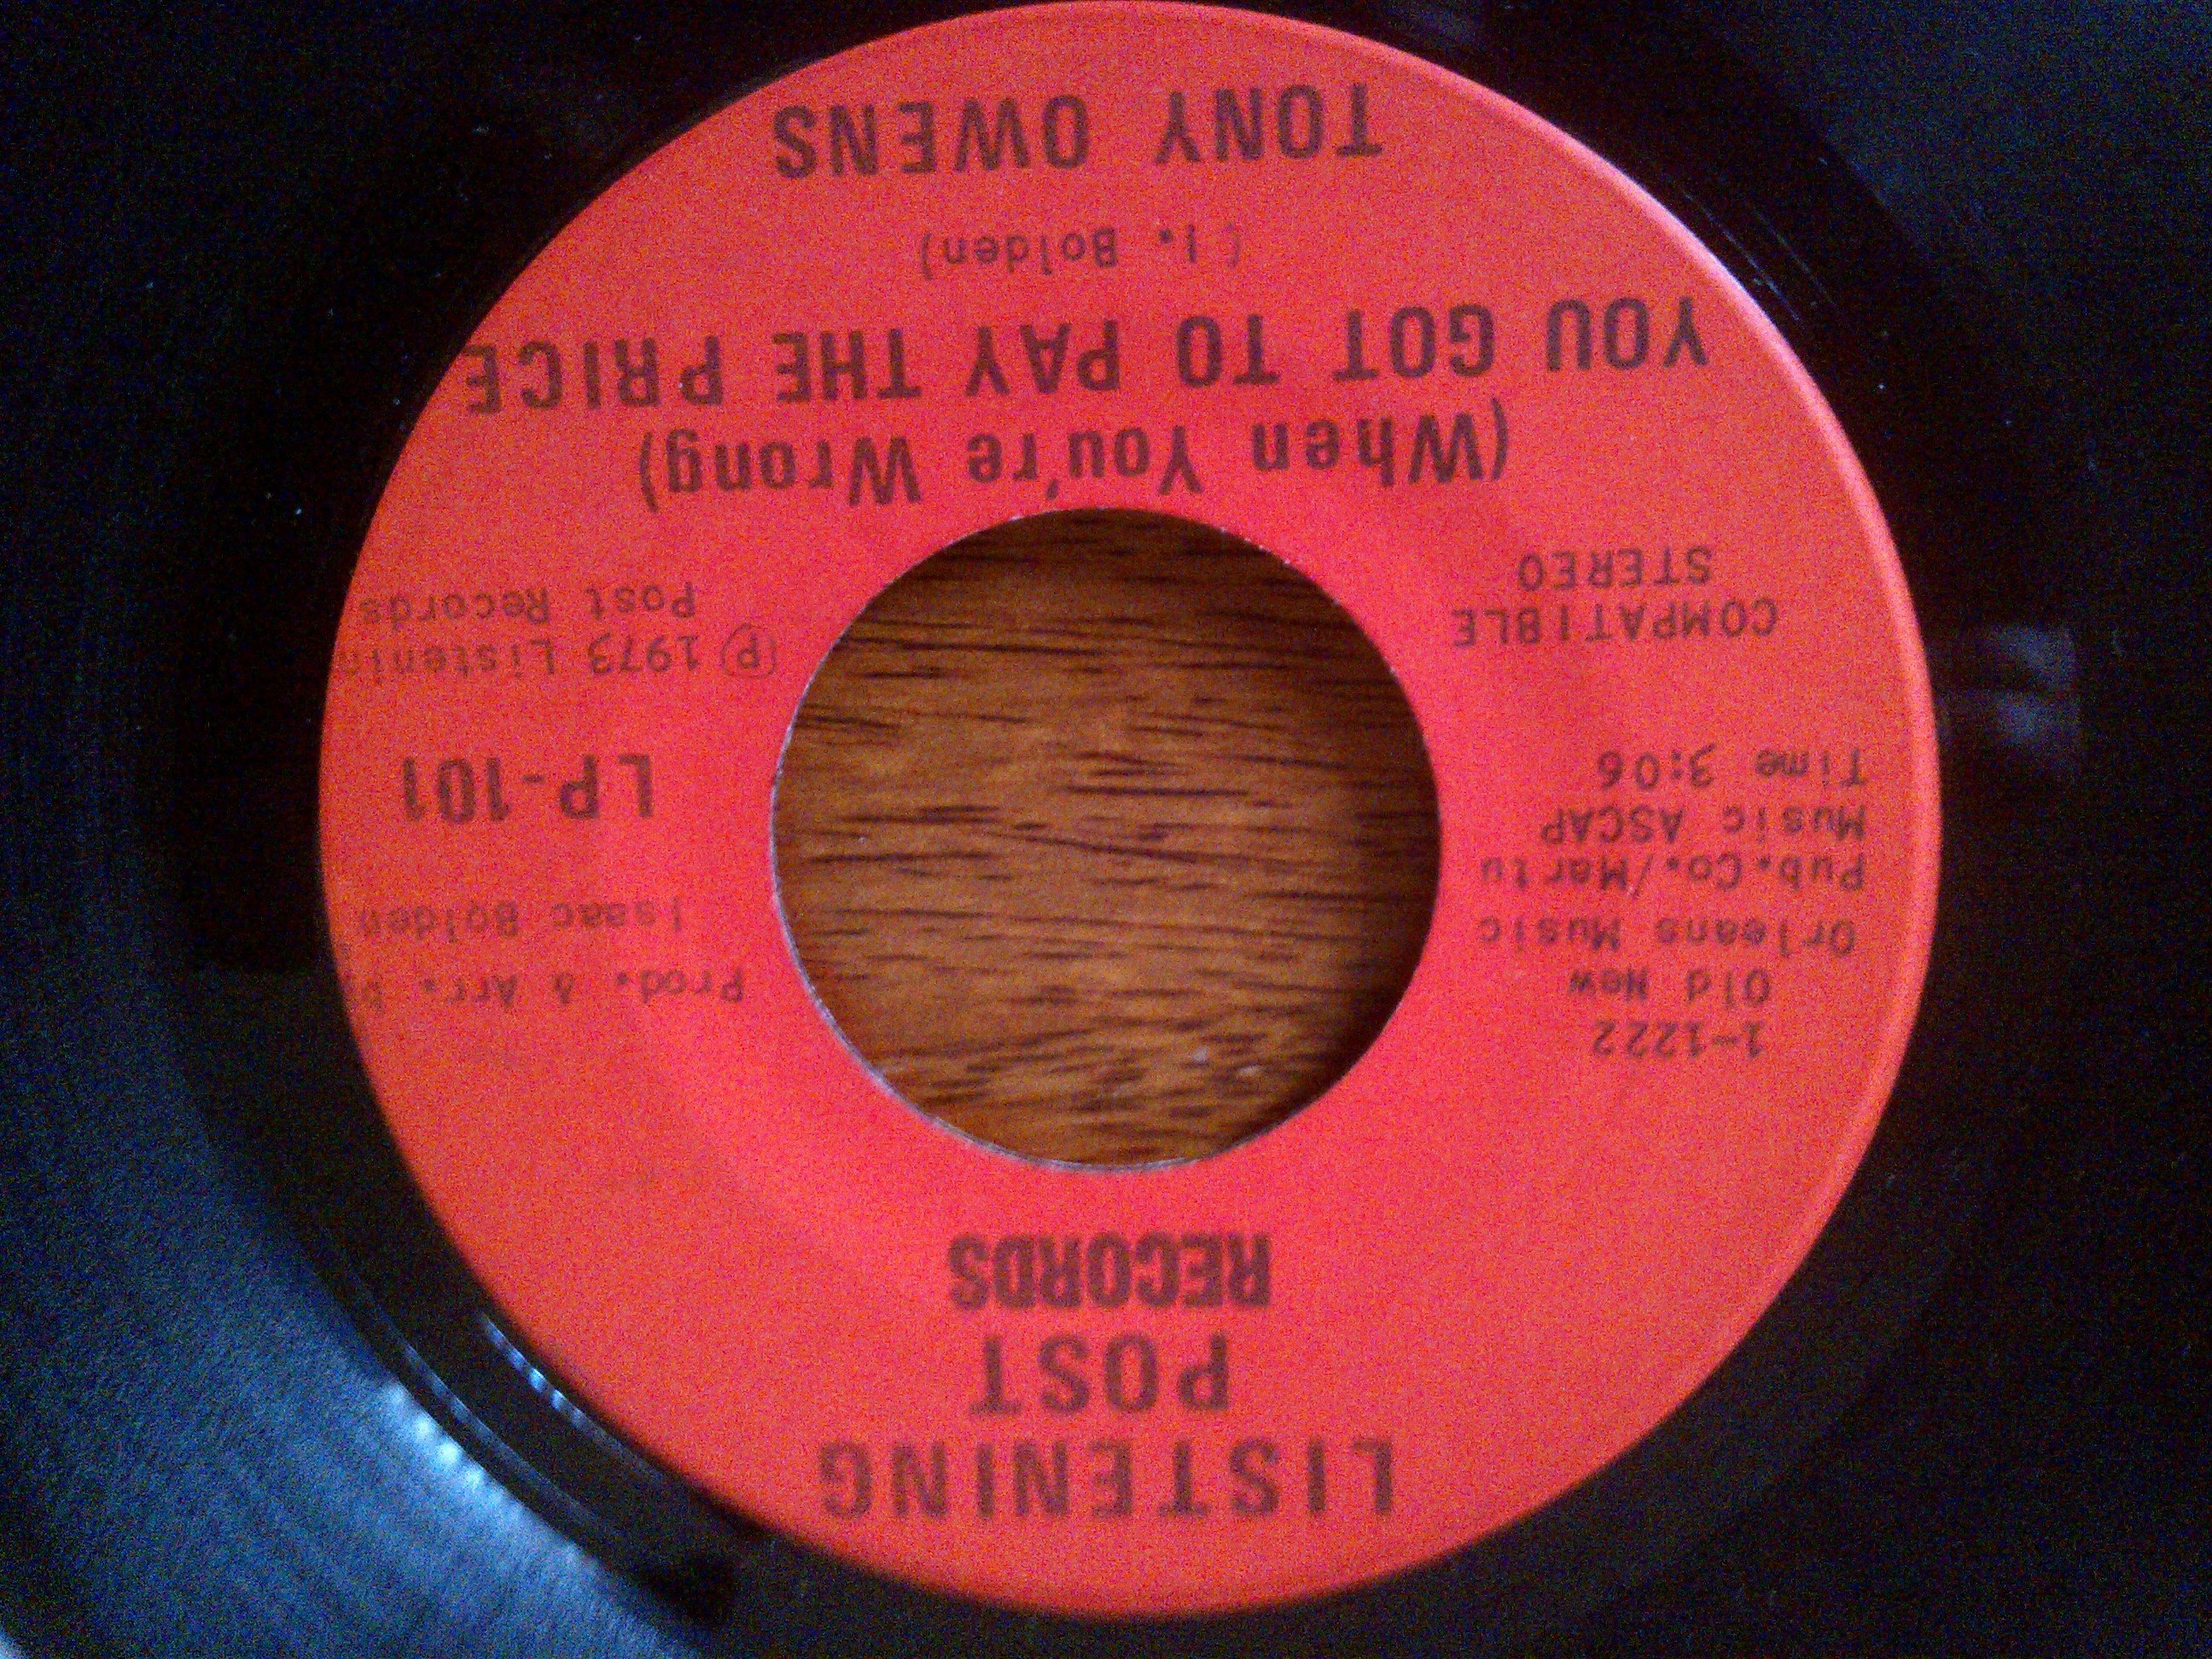 LISTENING
POST
RECORDS
1-1222
Old New
Orleans Music
Pub.Co./Martu
Music ASCAP
Time 3:06
COMPATIBLE
STEREO
Prod. & Arr. b
Isaac Bolden
LP-101
Ⓟ 1973 Listenin
Post Records
(When You're Wrong)
YOU GOT TO PAY THE PRICE
(I. Bolden)
TONY OWENS